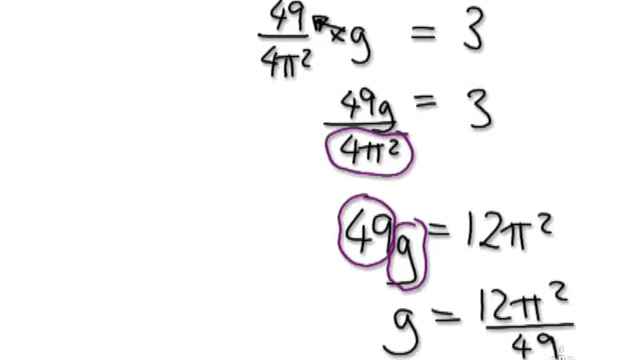 49/4π² × g = 3
49g/4π² = 3
49g = 12π²
g = 12π²/49